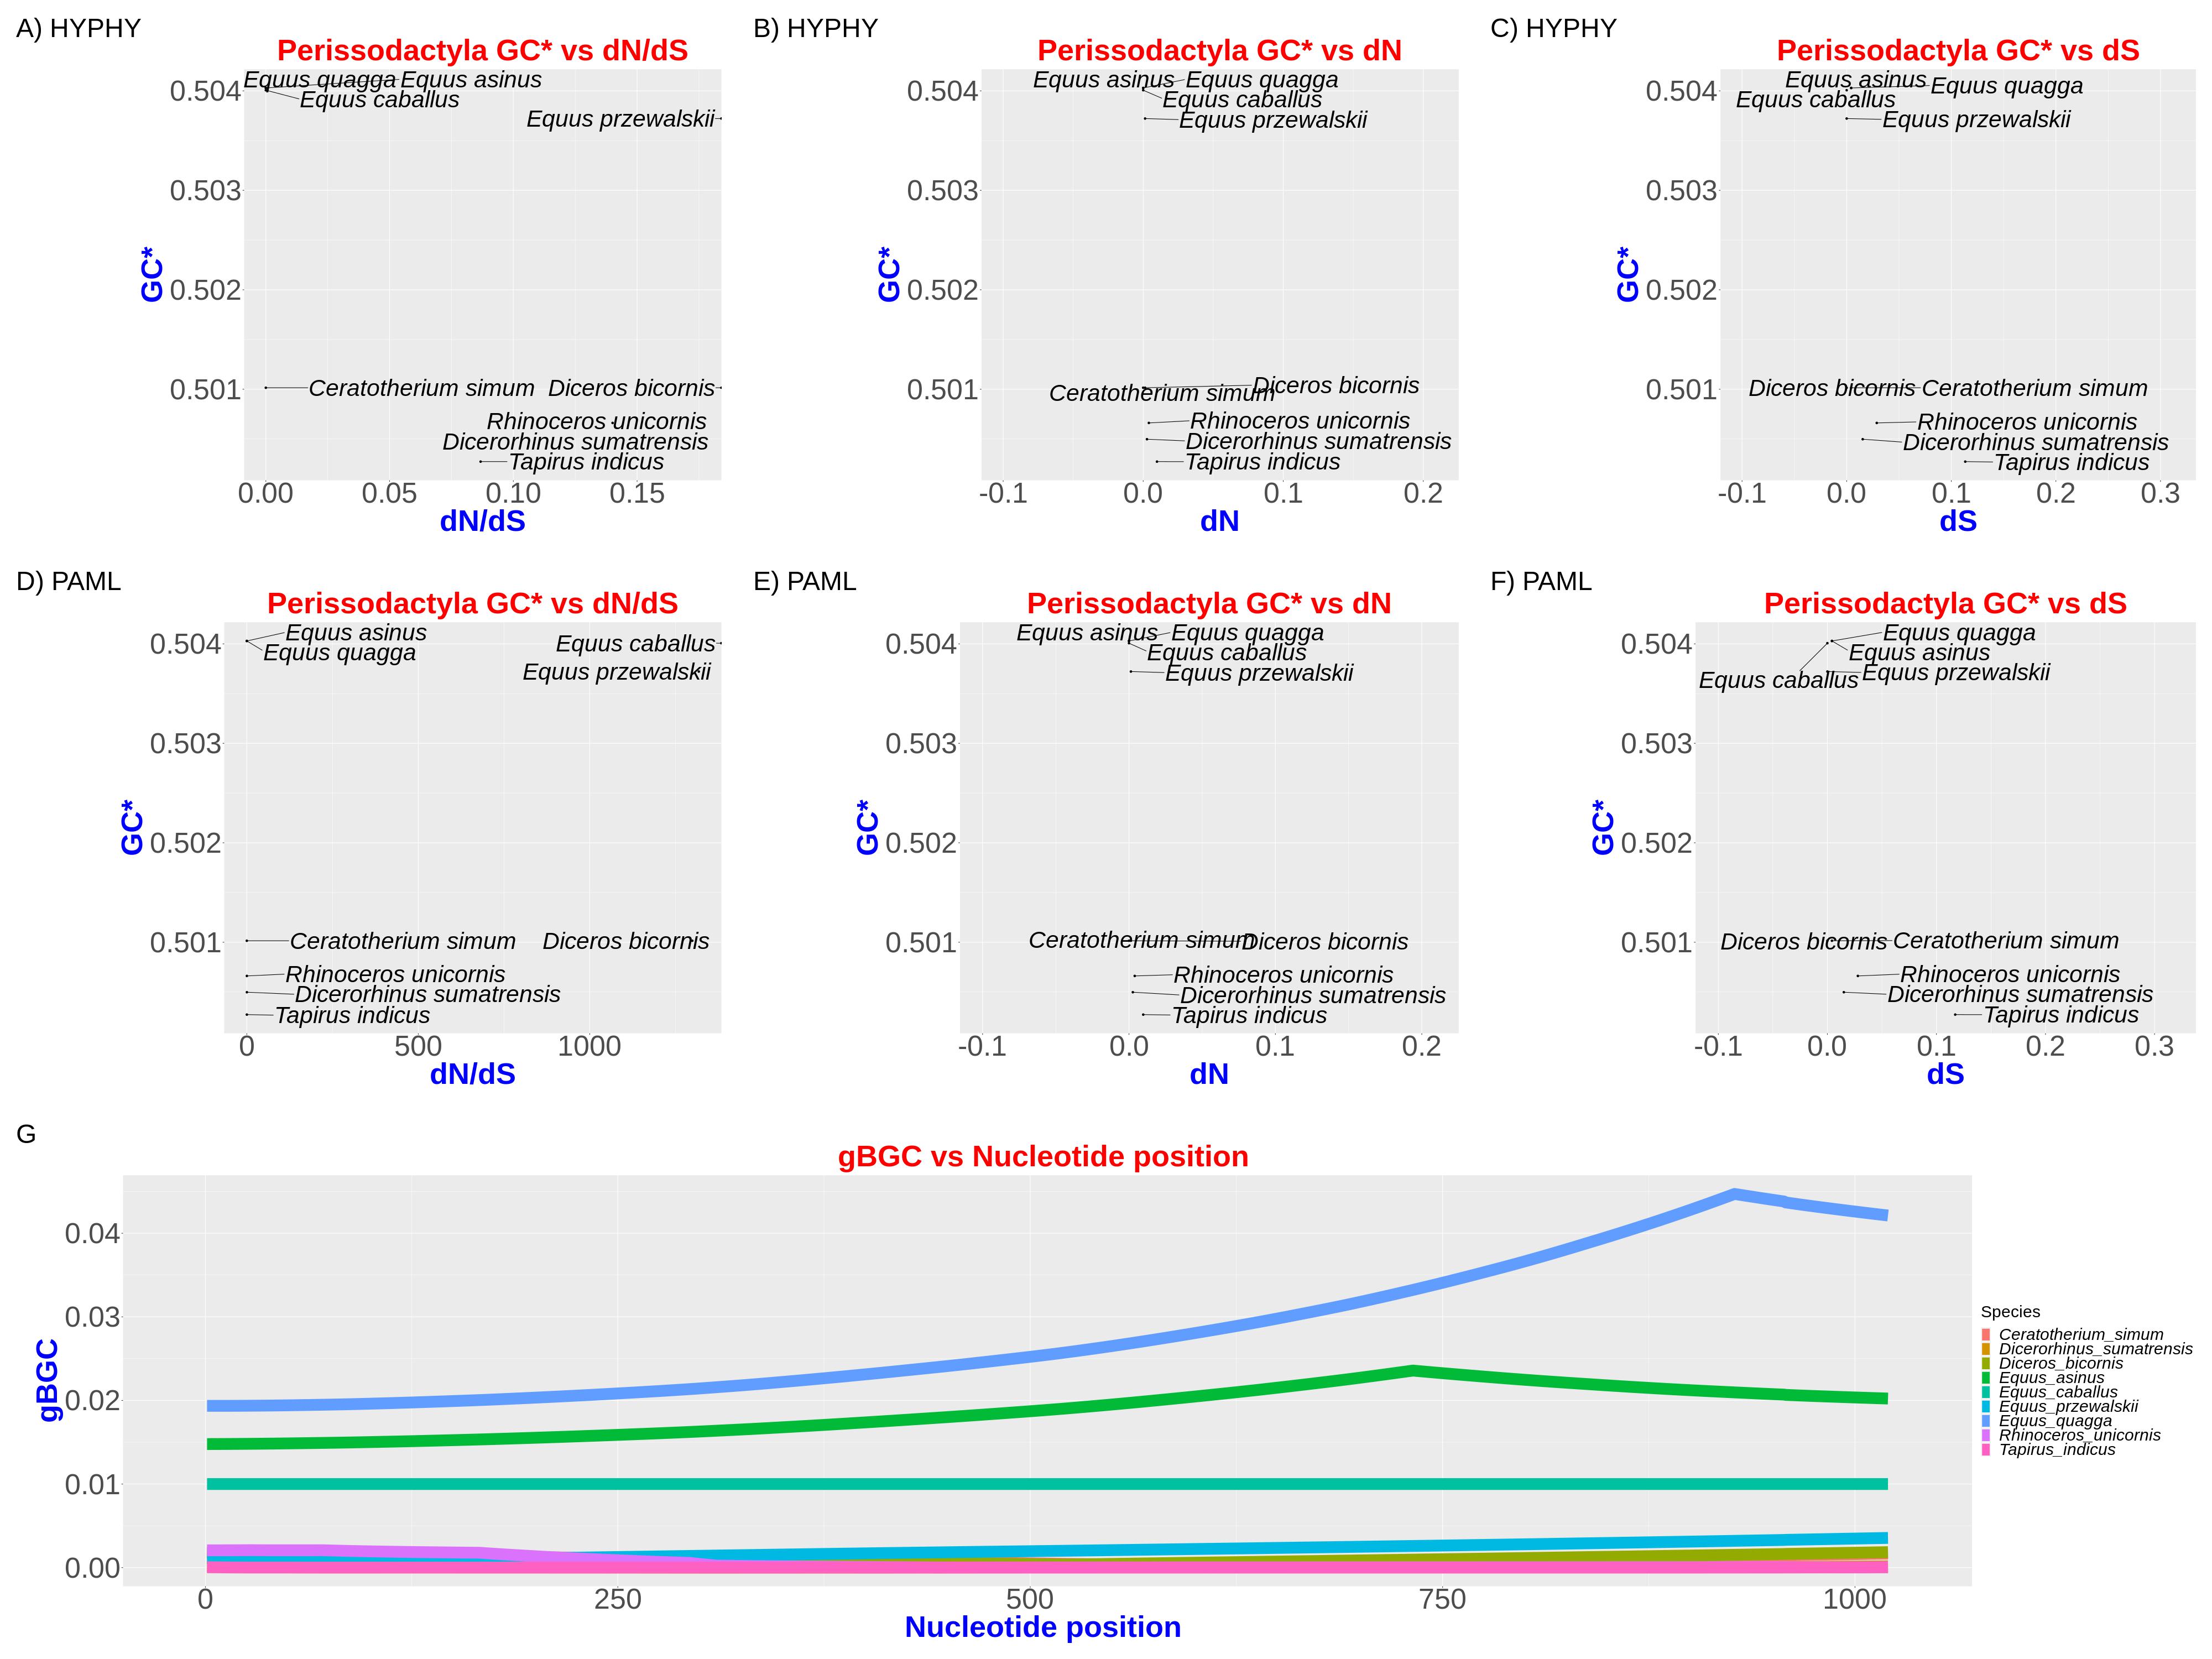 A) HYPHY
Perissodactyla GC* vs dN/dS
Equus quagga
Equus asinus
Equus caballus
Equus przewalskii
Ceratotherium simum
Diceros bicornis
Rhinoceros unicornis
Dicerorhinus sumatrensis
Tapirus indicus
0.504
0.503
0.502
0.501
GC*
0.00 0.05 0.10 0.15
dN/dS
B) HYPHY
Perissodactyla GC* vs dN
Equus asinus
Equus quagga
Equus caballus
Equus przewalskii
Ceratotherium simum
Diceros bicornis
Rhinoceros unicornis
Dicerorhinus sumatrensis
Tapirus indicus
0.504
0.503
0.502
0.501
GC*
-0.1 0.0 0.1 0.2
dN
C) HYPHY
Perissodactyla GC* vs dS
Equus asinus
Equus quagga
Equus caballus
Equus przewalskii
Diceros bicornis
Ceratotherium simum
Rhinoceros unicornis
Dicerorhinus sumatrensis
Tapirus indicus
0.504
0.503
0.502
0.501
GC*
-0.1 0.0 0.1 0.2 0.3
dS
D) PAML
Perissodactyla GC* vs dN/dS
Equus asinus
Equus quagga
Equus caballus
Equus przewalskii
Ceratotherium simum
Diceros bicornis
Rhinoceros unicornis
Dicerorhinus sumatrensis
Tapirus indicus
0.504
0.503
0.502
0.501
GC*
0 500 1000
dN/dS
E) PAML
Perissodactyla GC* vs dN
Equus asinus
Equus quagga
Equus caballus
Equus przewalskii
Ceratotherium simum
Diceros bicornis
Rhinoceros unicornis
Dicerorhinus sumatrensis
Tapirus indicus
0.504
0.503
0.502
0.501
GC*
-0.1 0.0 0.1 0.2
dN
F) PAML
Perissodactyla GC* vs dS
Equus quagga
Equus asinus
Equus caballus
Equus przewalskii
Diceros bicornis
Ceratotherium simum
Rhinoceros unicornis
Dicerorhinus sumatrensis
Tapirus indicus
0.504
0.503
0.502
0.501
GC*
-0.1 0.0 0.1 0.2 0.3
dS
G
gBGC vs Nucleotide position
0.04
0.03
0.02
0.01
0.00
gBGC
0 250 500 750 1000
Nucleotide position
Species
Ceratotherium_simum
Dicerorhinus_sumatrensis
Diceros_bicornis
Equus_asinus
Equus_caballus
Equus_przewalskii
Equus_quagga
Rhinoceros_unicornis
Tapirus_indicus